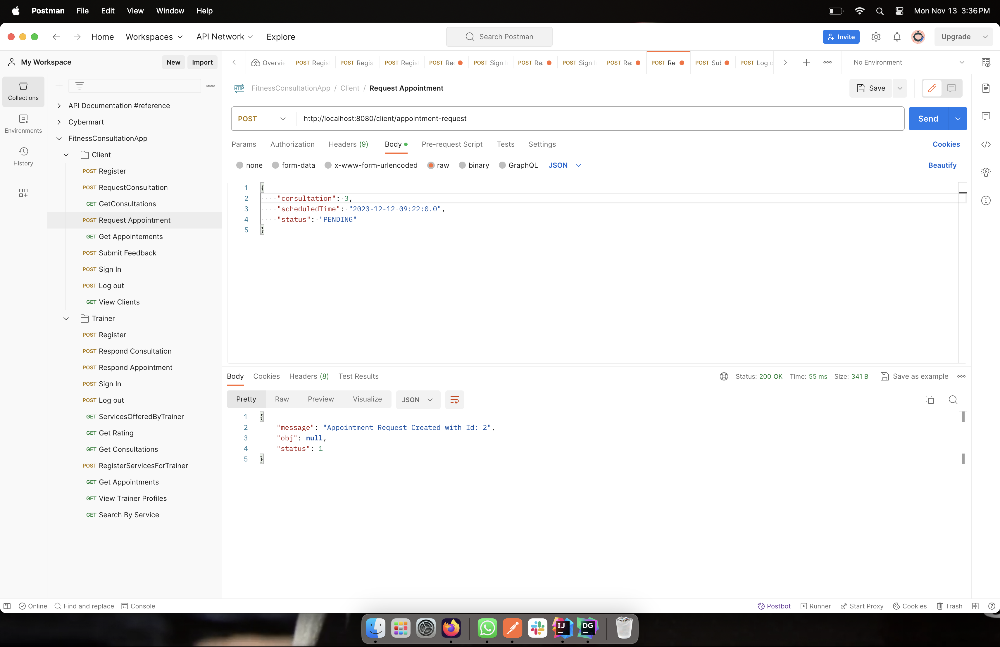 Postman File Edit View Window Help Mon Nov 13 3:36 PM
Home Workspaces API Network Explore Search Postman Invite Upgrade
My Workspace New Import Overvie POST Regis POST Regis POST Regis POST Rec POST Sign I POST Res POST Sign I POST Res POST Re POST Sub POST Log o No Environment
Collections
Environments
History
API Documentation #reference
Cybermart
FitnessConsultationApp
Client
POST Register
POST RequestConsultation
GET GetConsultations
POST Request Appointment
GET Get Appointements
POST Submit Feedback
POST Sign In
POST Log out
GET View Clients
Trainer
POST Register
POST Respond Consultation
POST Respond Appointment
POST Sign In
POST Log out
GET ServicesOfferedByTrainer
GET Get Rating
GET Get Consultations
POST RegisterServicesForTrainer
GET Get Appointments
GET View Trainer Profiles
GET Search By Service
HTTP FitnessConsultationApp / Client / Request Appointment Save
POST http://localhost:8080/client/appointment-request Send
Params Authorization Headers (9) Body Pre-request Script Tests Settings Cookies
none form-data x-www-form-urlencoded raw binary GraphQL JSON Beautify
1 {
2 "consultation": 3,
3 "scheduledTime": "2023-12-12 09:22:0.0",
4 "status": "PENDING"
5 }
Body Cookies Headers (8) Test Results Status: 200 OK Time: 55 ms Size: 341 B Save as example
Pretty Raw Preview Visualize JSON
1 {
2 "message": "Appointment Request Created with Id: 2",
3 "obj": null,
4 "status": 1
5 }
Online Find and replace Console Postbot Runner Start Proxy Cookies Trash
IJ DG